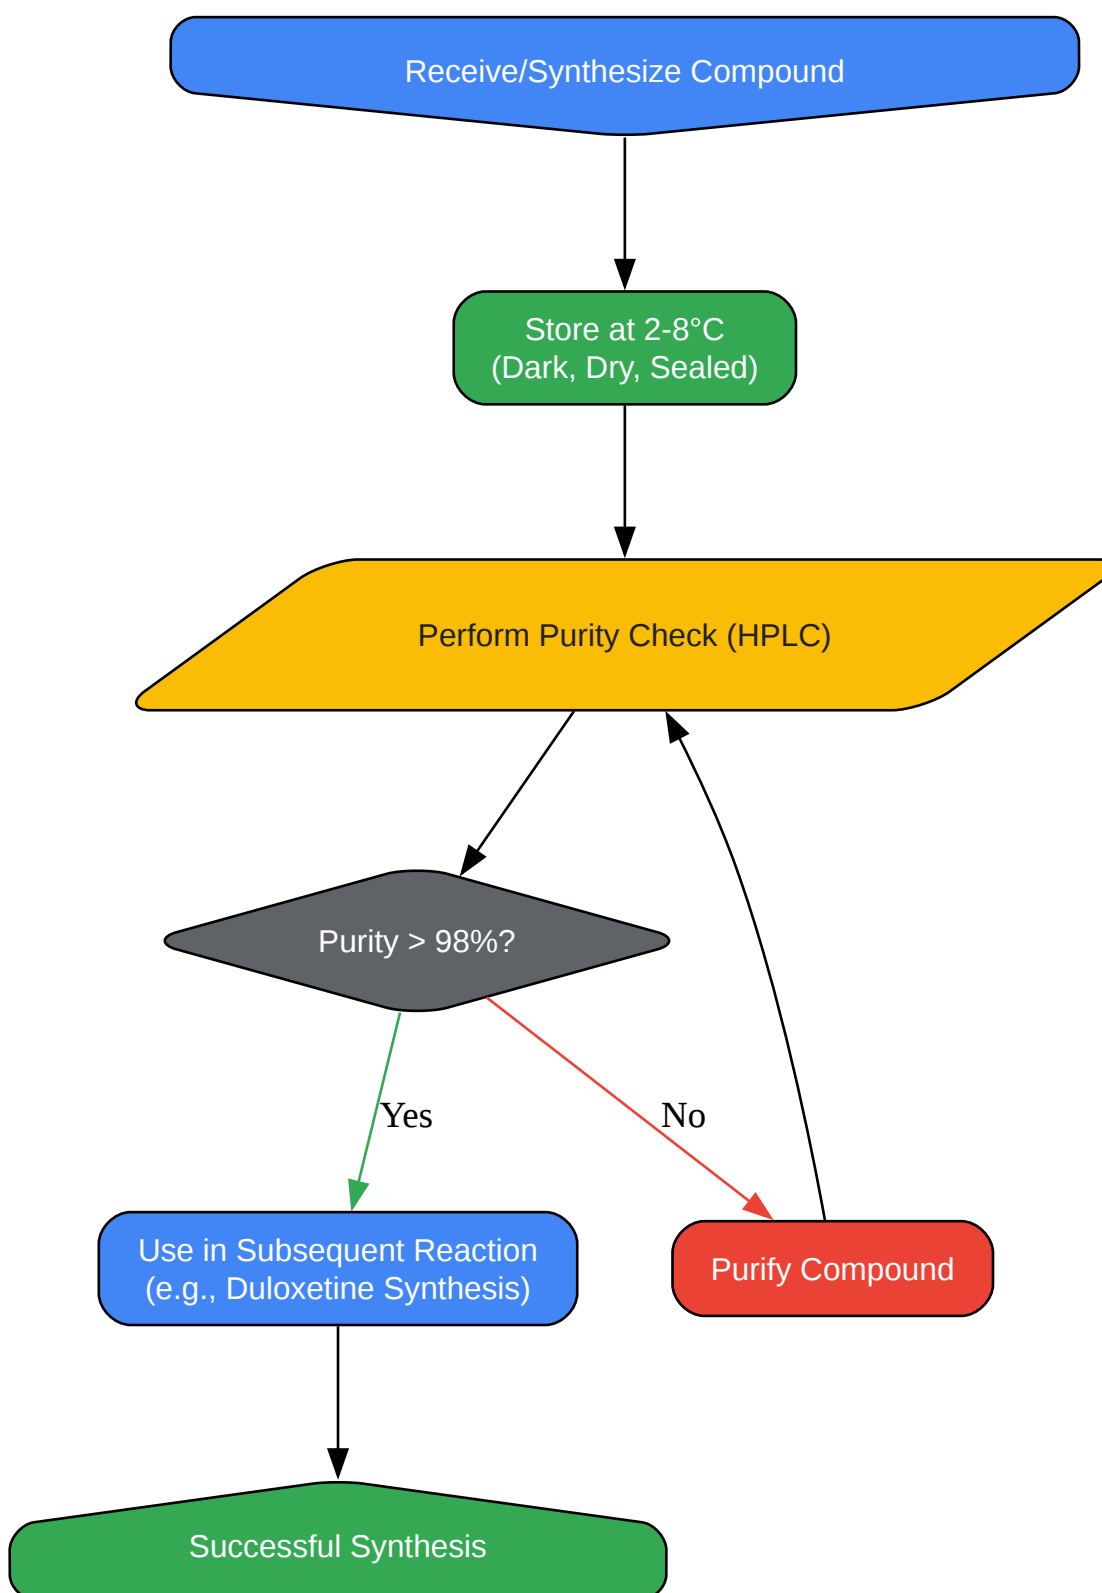 Receive/Synthesize Compound
Store at 2-8°C
(Dark, Dry, Sealed)
Perform Purity Check (HPLC)
Purity > 98%?
Yes
No
Use in Subsequent Reaction
(e.g., Duloxetine Synthesis)
Purify Compound
Successful Synthesis